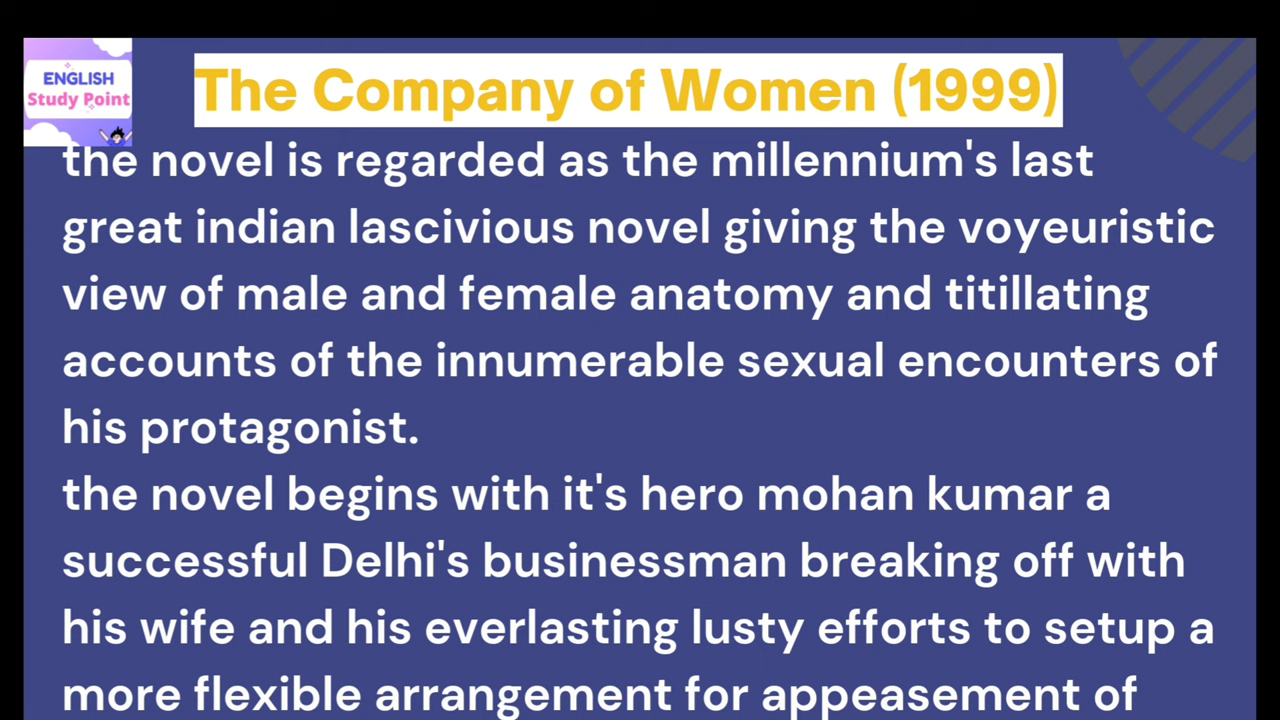 ENGLISH
Study Point
The Company of Women (1999)
the novel is regarded as the millennium's last
great indian lascivious novel giving the voyeuristic
view of male and female anatomy and titillating
accounts of the innumerable sexual encounters of
his protagonist.
the novel begins with it's hero mohan kumar a
successful Delhi's businessman breaking off with
his wife and his everlasting lusty efforts to setup a
more flexible arrangement for appeasement of